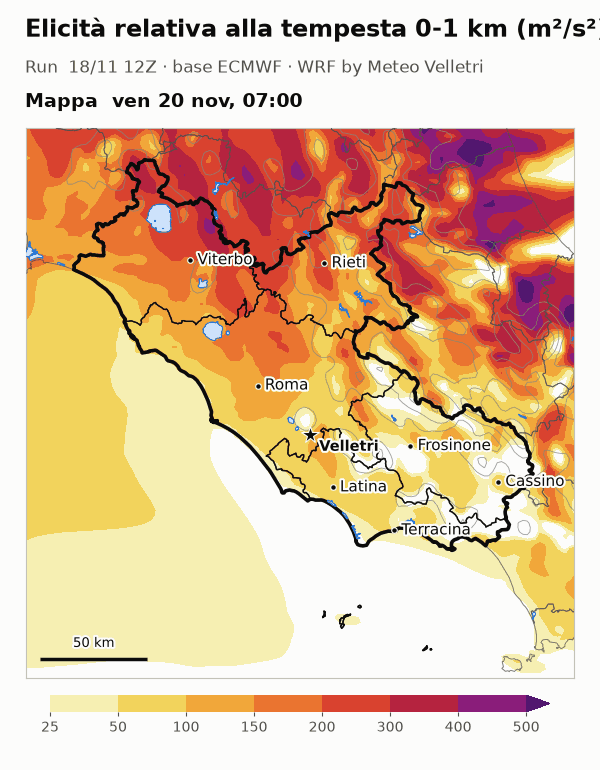 Elicità relativa alla tempesta 0-1 km (m²/s²)
Run  18/11 12Z · base ECMWF · WRF by Meteo Velletri
Mappa  ven 20 nov, 07:00
Viterbo
Rieti
Roma
Velletri
Frosinone
Cassino
Latina
Terracina
50 km
25 50 100 150 200 300 400 500